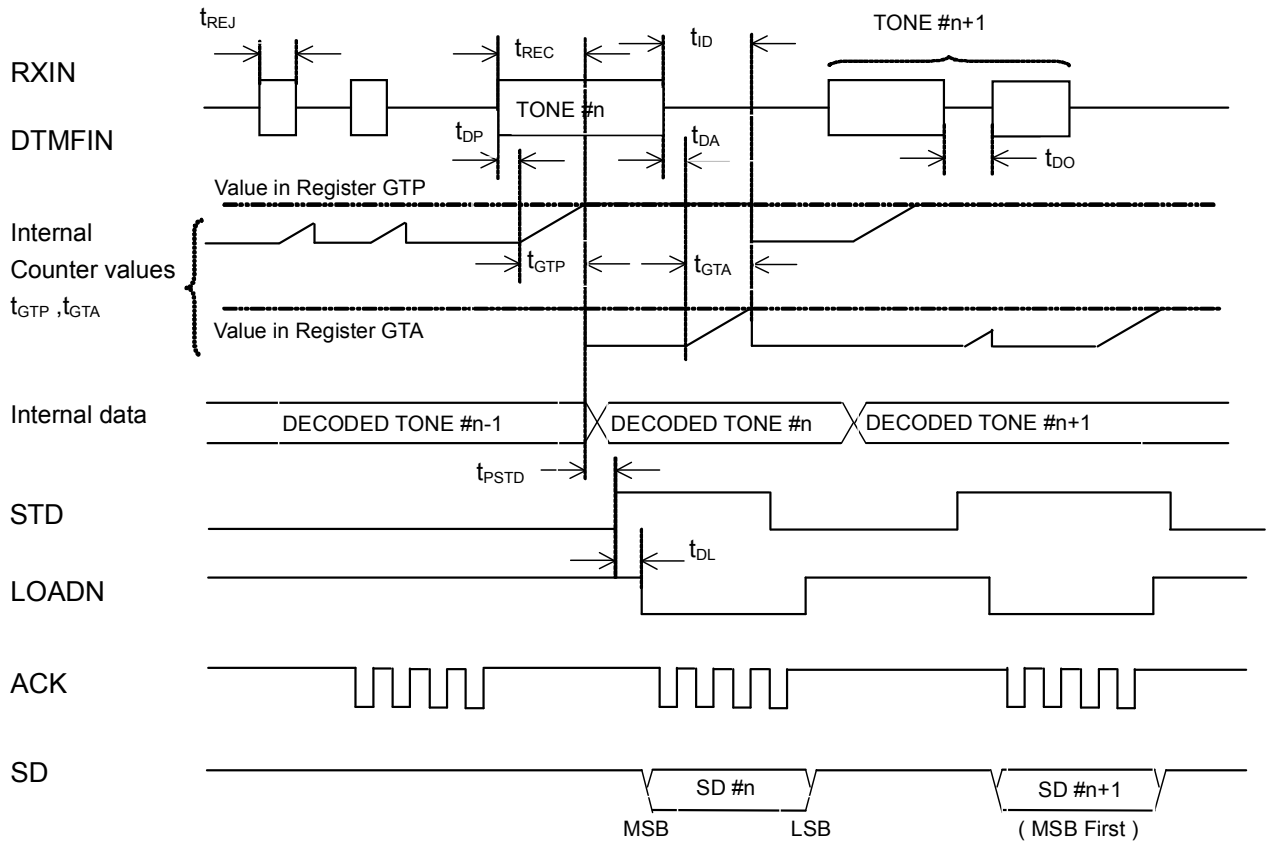 tREJ
tREC
tID
TONE #n+1
RXIN
TONE #n
DTMFIN
tDP
tDA
tDO
Value in Register GTP
Internal
Counter values
tGTP ,tGTA
tGTP
tGTA
Value in Register GTA
Internal data
DECODED TONE #n-1
DECODED TONE #n
DECODED TONE #n+1
tPSTD
STD
tDL
LOADN
ACK
SD
SD #n
SD #n+1
MSB
LSB
( MSB First )